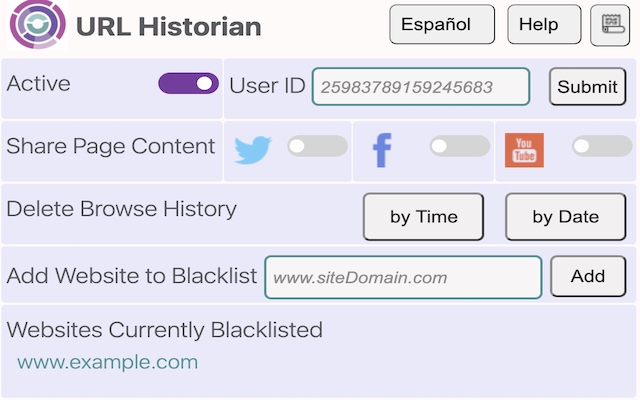 URL Historian Español Help
Active User ID 25983789159245683 Submit
Share Page Content You Tube
Delete Browse History by Time by Date
Add Website to Blacklist www.siteDomain.com Add
Websites Currently Blacklisted
www.example.com